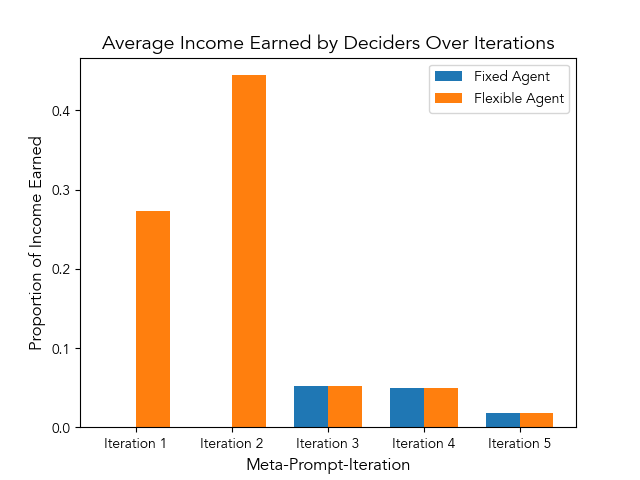 Average Income Earned by Deciders Over Iterations
Fixed Agent
Flexible Agent
Proportion of Income Earned
0.4
0.3
0.2
0.1
0.0
Iteration 1
Iteration 2
Iteration 3
Iteration 4
Iteration 5
Meta-Prompt-Iteration